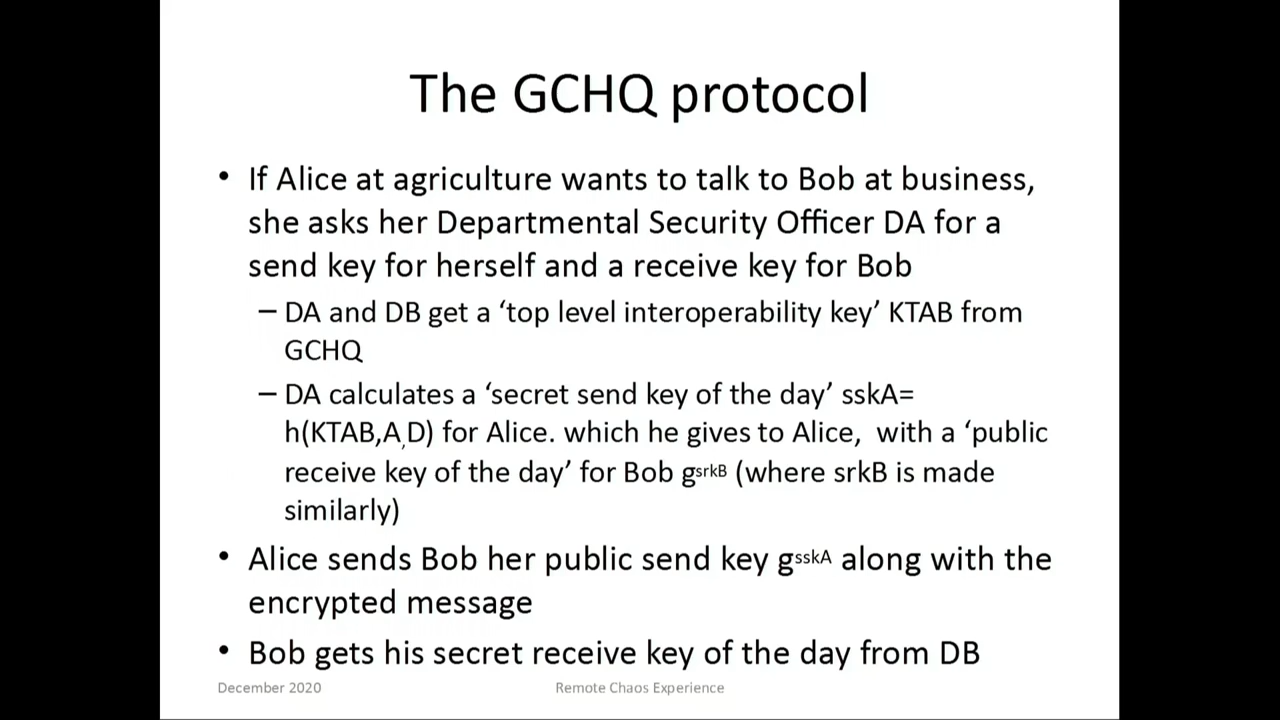 The GCHQ protocol
• If Alice at agriculture wants to talk to Bob at business,
she asks her Departmental Security Officer DA for a
send key for herself and a receive key for Bob
– DA and DB get a ‘top level interoperability key’ KTAB from
GCHQ
– DA calculates a ‘secret send key of the day’ sskA=
h(KTAB,A,D) for Alice. which he gives to Alice,  with a ‘public
receive key of the day’ for Bob gsrkB (where srkB is made
similarly)
• Alice sends Bob her public send key gsskA along with the
encrypted message
• Bob gets his secret receive key of the day from DB
December 2020
Remote Chaos Experience